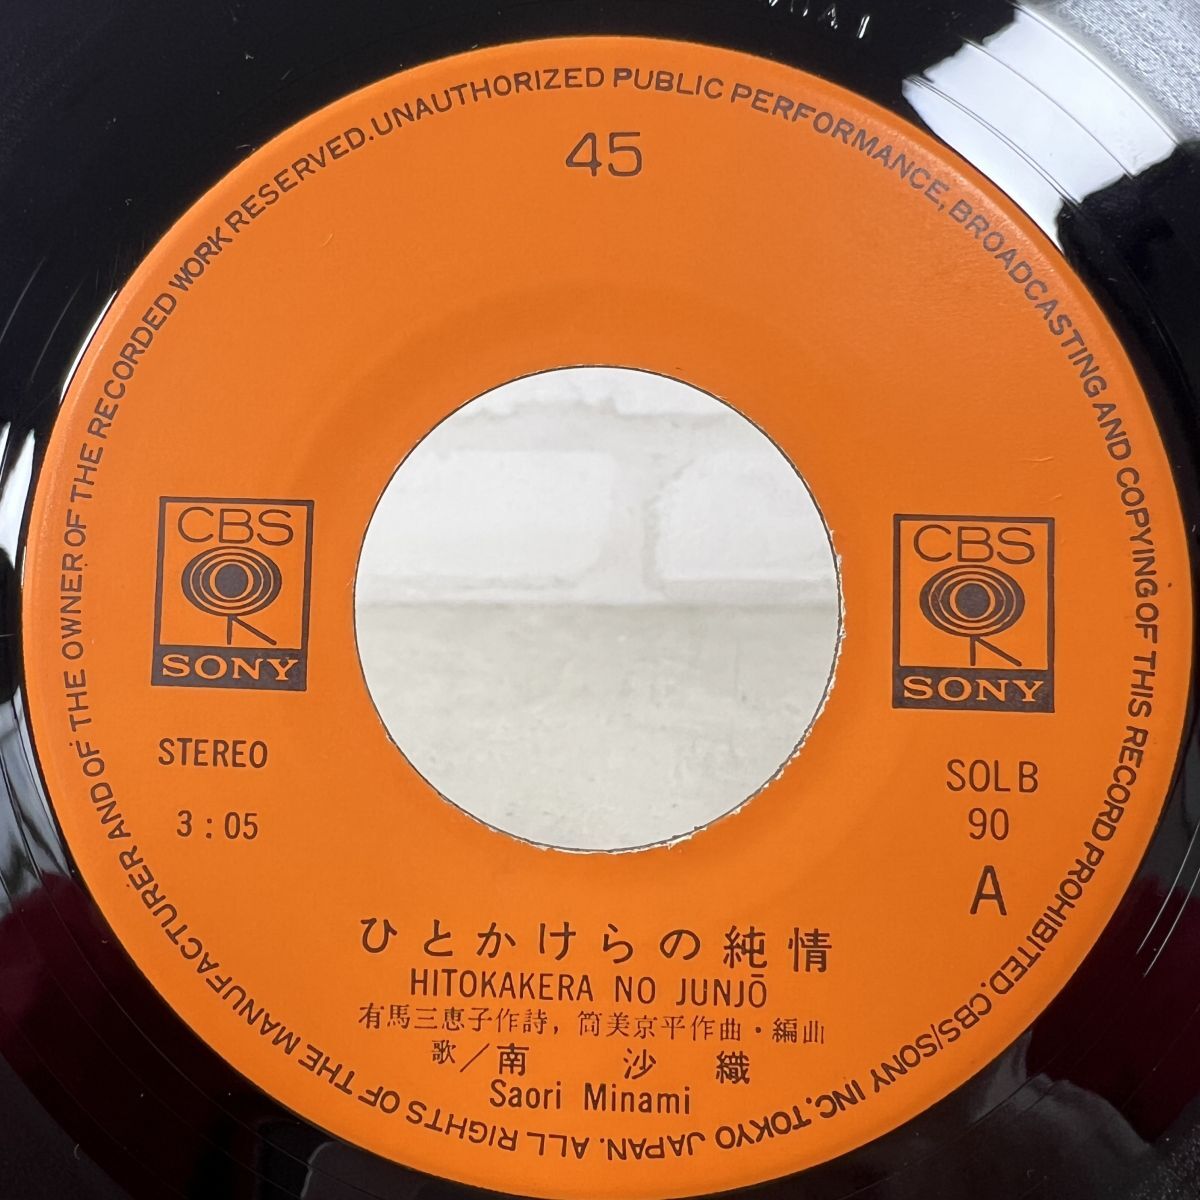 45
CBS
SONY
CBS
SONY
STEREO
3:05
SOLB
90
A
ひとかけらの純情
HITOKAKERA NO JUNJŌ
有馬三恵子作詩, 筒美京平作曲・編曲
歌/南 沙 織
Saori Minami
ALL RIGHTS OF THE MANUFACTURER AND OF THE OWNER OF THE RECORDED WORK RESERVED. UNAUTHORIZED PUBLIC PERFORMANCE, BROADCASTING AND COPYING OF THIS RECORD PROHIBITED. CBS/SONY INC. TOKYO JAPAN.